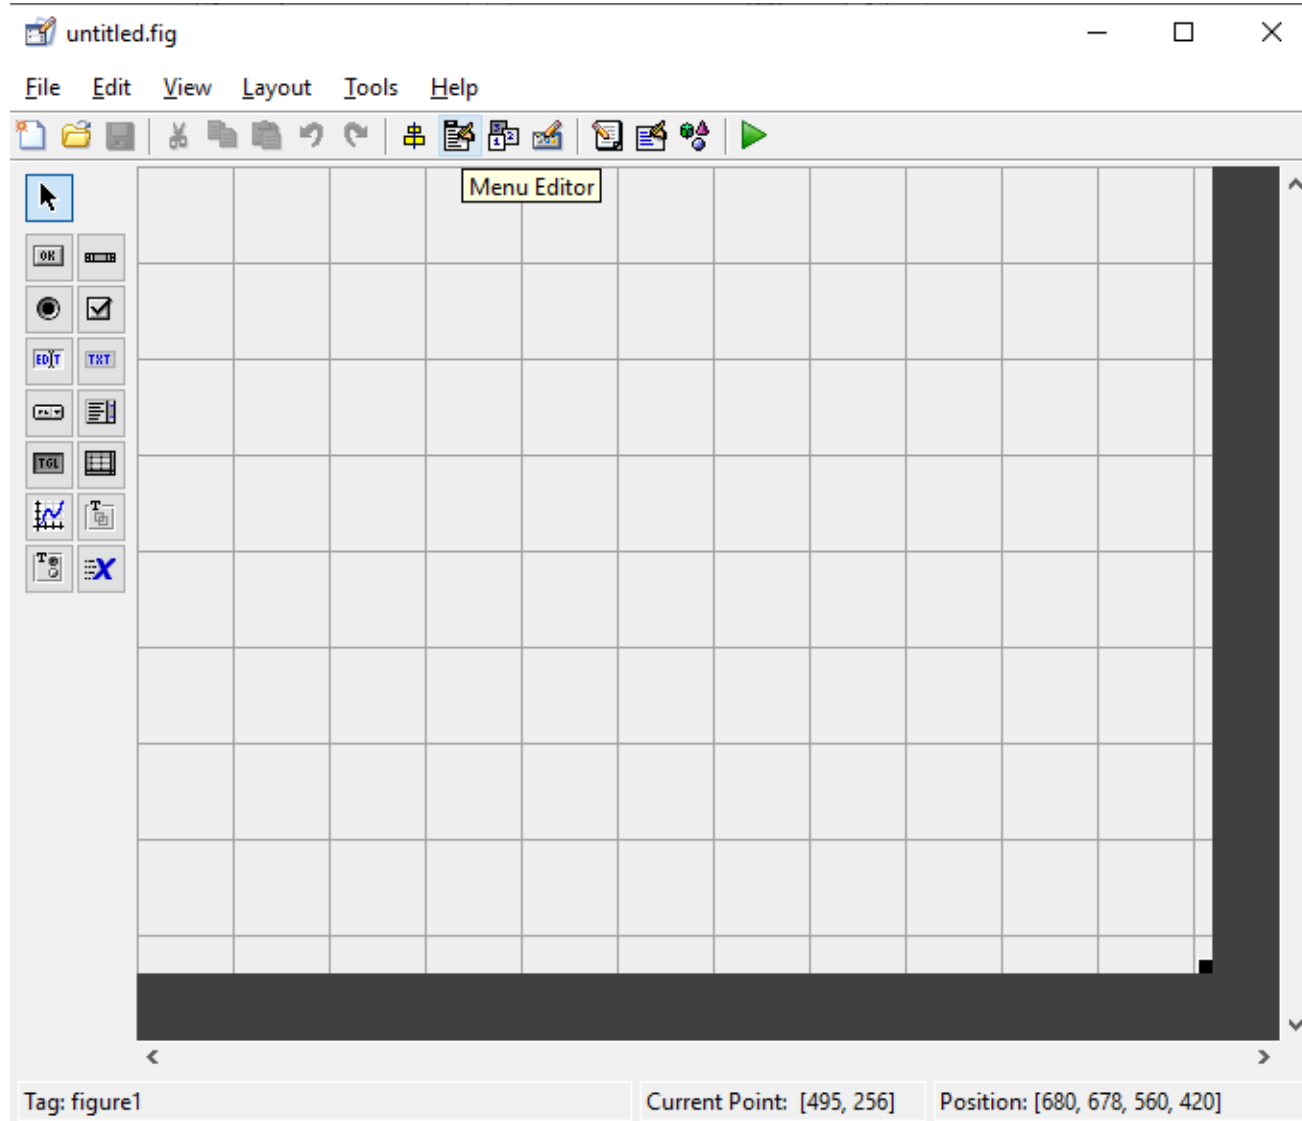 untitled.fig
File Edit View Layout Tools Help
Menu Editor
OK
EDIT TXT
TGL
Tag: figure1
Current Point: [495, 256]
Position: [680, 678, 560, 420]